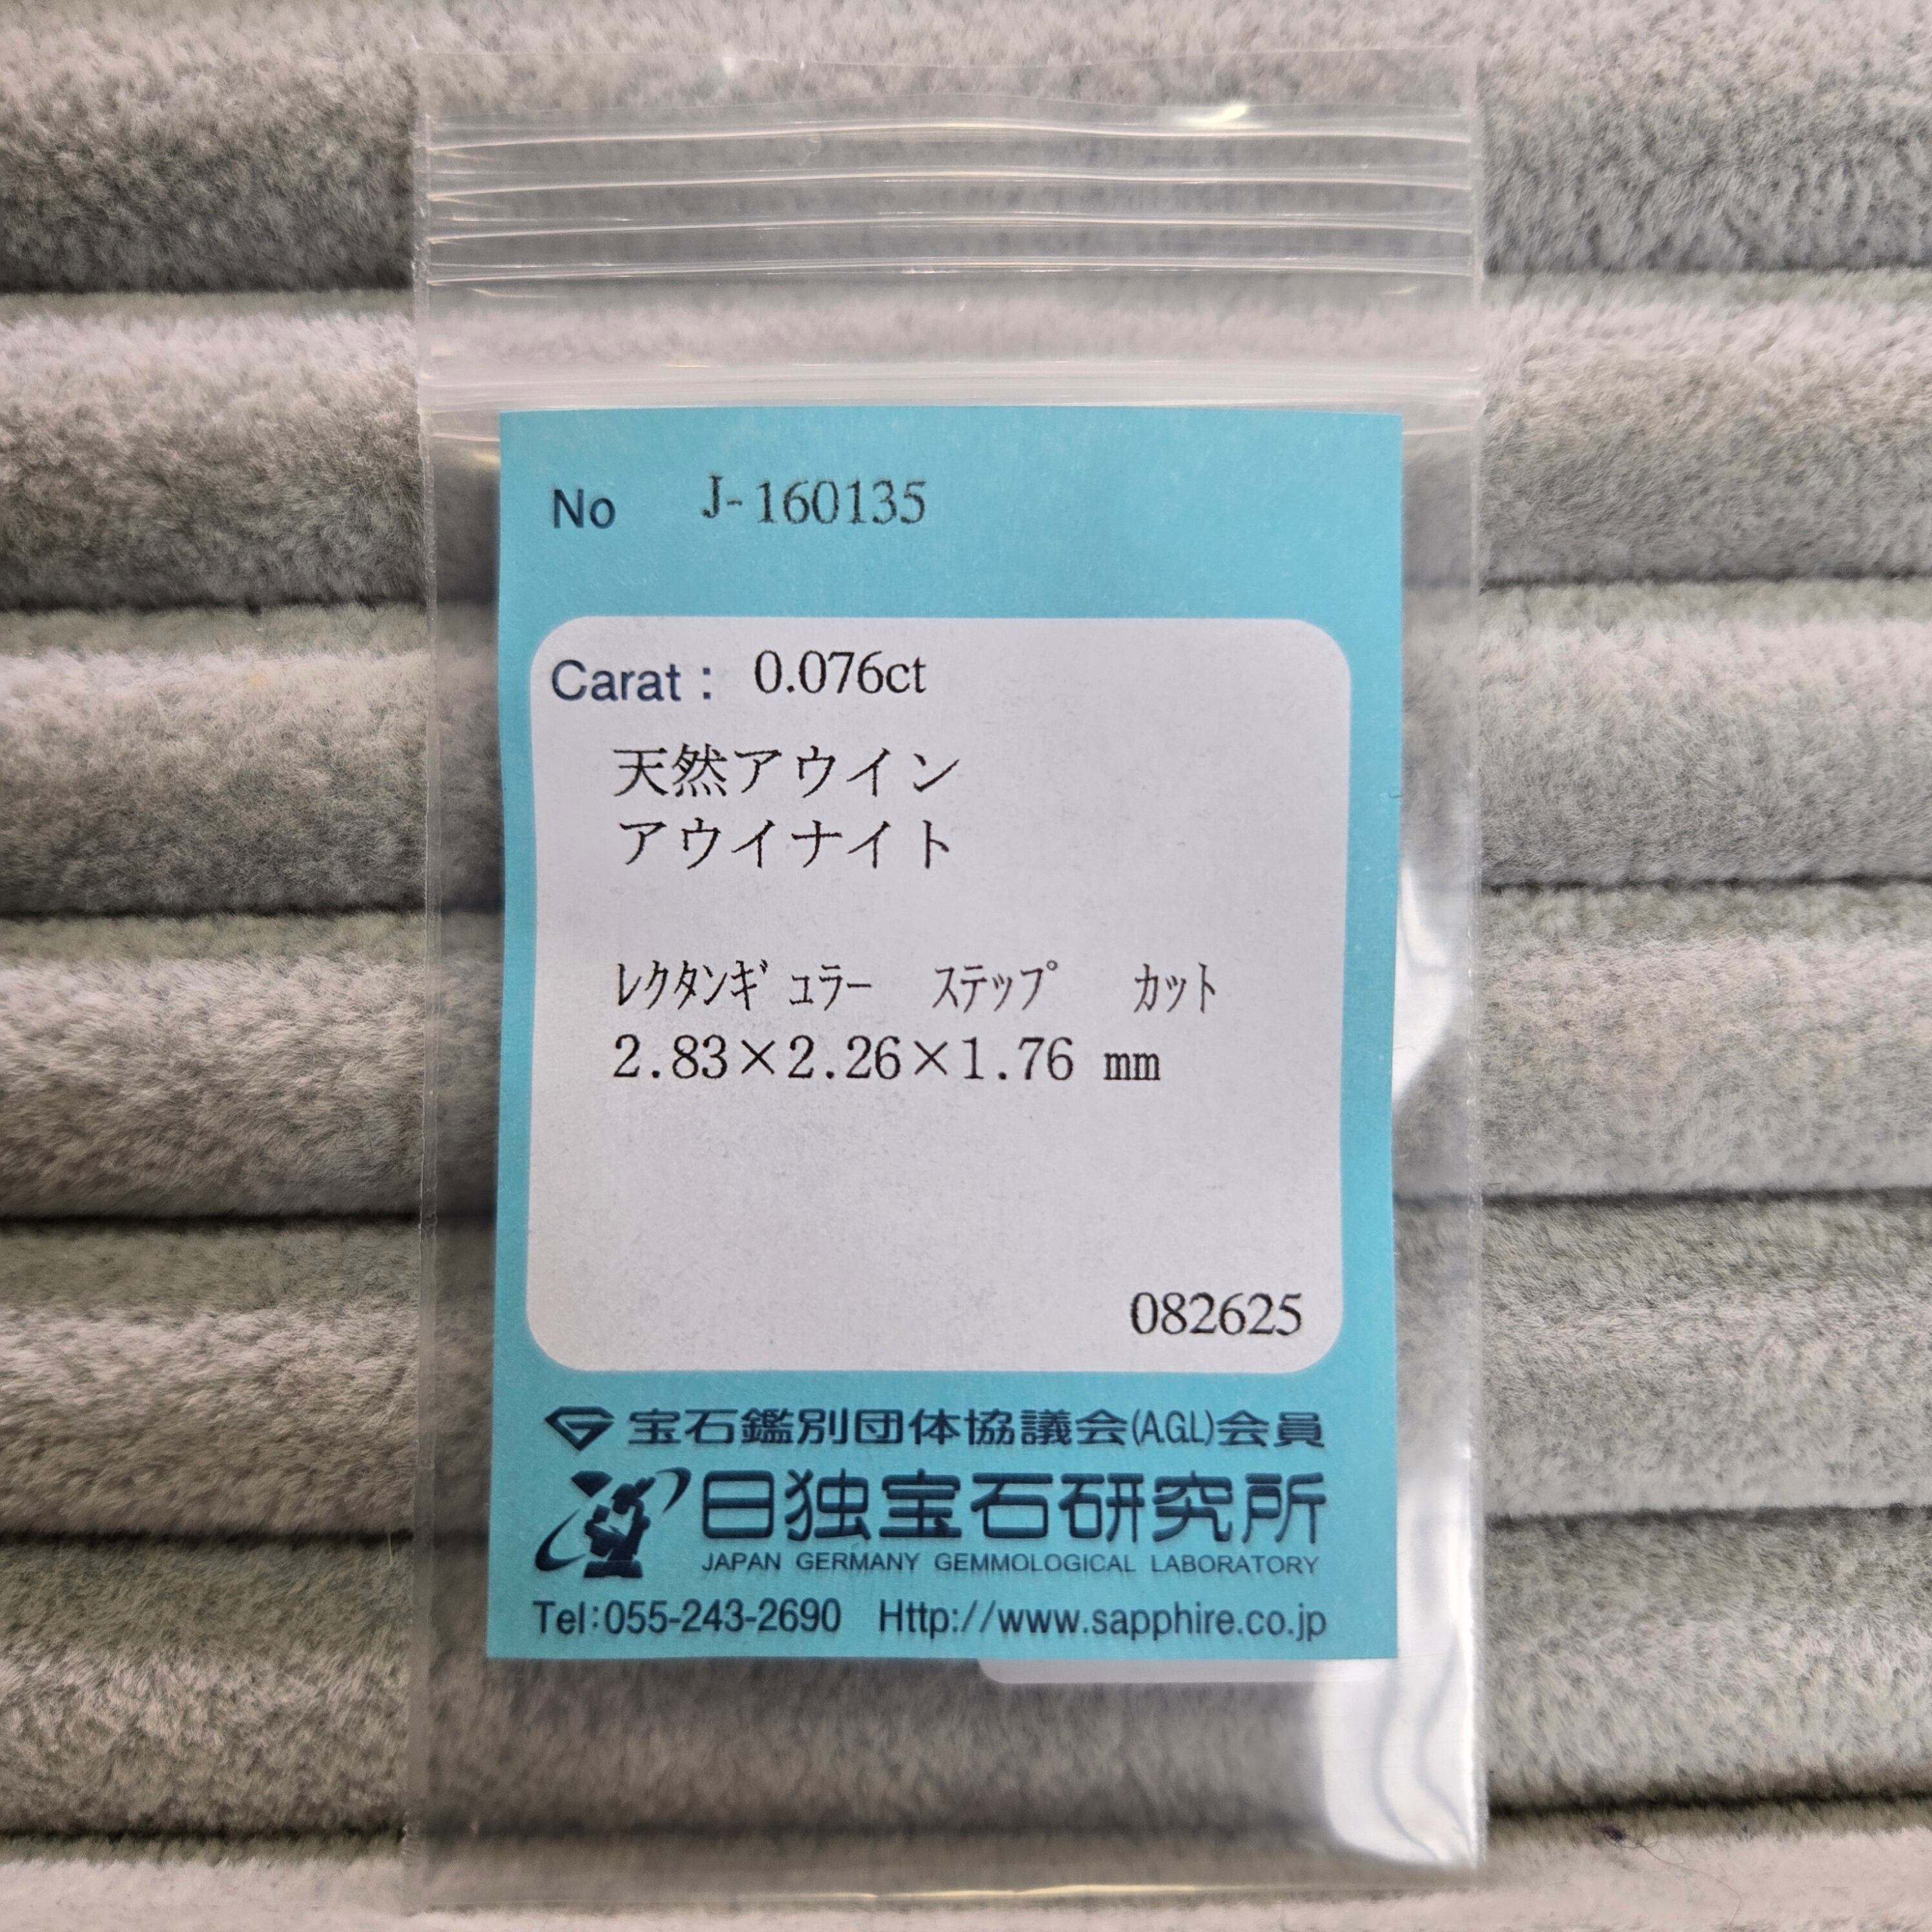 No J-160135
Carat : 0.076ct
天然アウイン
アウイナイト
ﾚｸﾀﾝｷﾞｭﾗｰ ｽﾃｯﾌﾟ ｶｯﾄ
2.83×2.26×1.76 mm
082625
宝石鑑別団体協議会(AGL)会員
日独宝石研究所
JAPAN GERMANY GEMMOLOGICAL LABORATORY
Tel:055-243-2690 Http://www.sapphire.co.jp